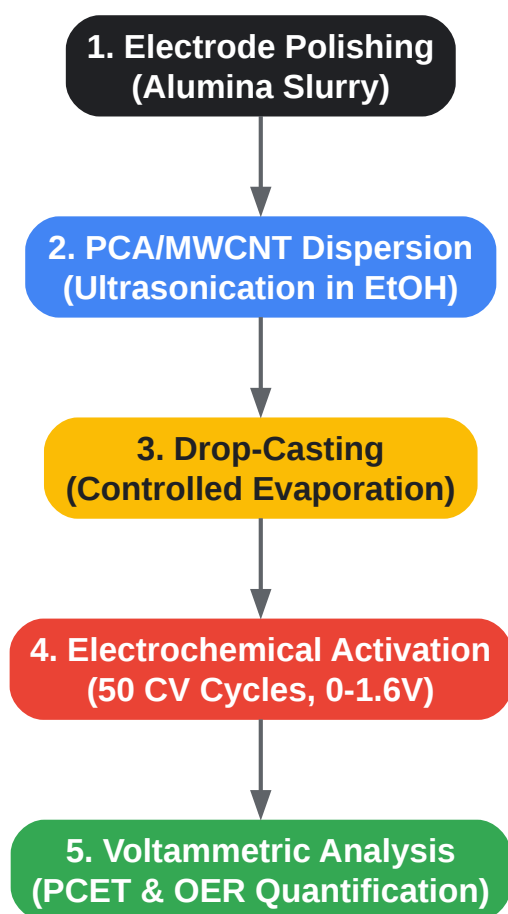 1. Electrode Polishing
(Alumina Slurry)
2. PCA/MWCNT Dispersion
(Ultrasonication in EtOH)
3. Drop-Casting
(Controlled Evaporation)
4. Electrochemical Activation
(50 CV Cycles, 0-1.6V)
5. Voltammetric Analysis
(PCET & OER Quantification)